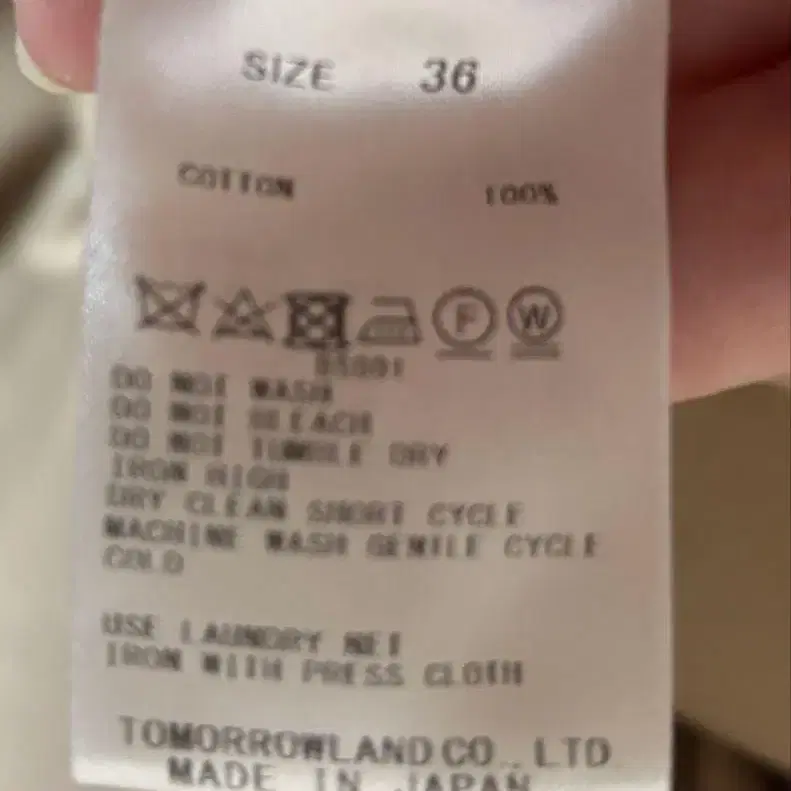 SIZE 36
COTTON 100%
F W
BS001
DO NOT WASH
DO NOT BLEACH
DO NOT TUMBLE DRY
IRON HIGH
DRY CLEAN SHORT CYCLE
MACHINE WASH GENTLE CYCLE
COLD
USE LAUNDRY NET
IRON WITH PRESS CLOTH
TOMORROWLAND CO., LTD
MADE IN JAPAN